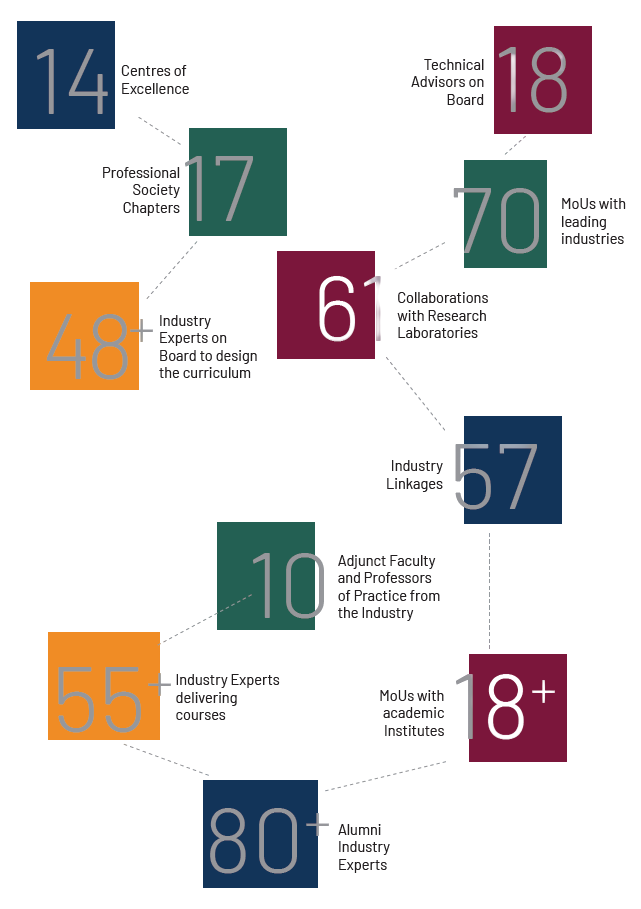 14
Centres of
Excellence
Technical
Advisors on
Board
18
Professional
Society
Chapters
17
70
MoUs with
leading
industries
61
Collaborations
with Research
Laboratories
48+
Industry
Experts on
Board to design
the curriculum
Industry
Linkages
57
10
Adjunct Faculty
and Professors
of Practice from
the Industry
55+
Industry Experts
delivering
courses
MoUs with
academic
Institutes
18+
80+
Alumni
Industry
Experts